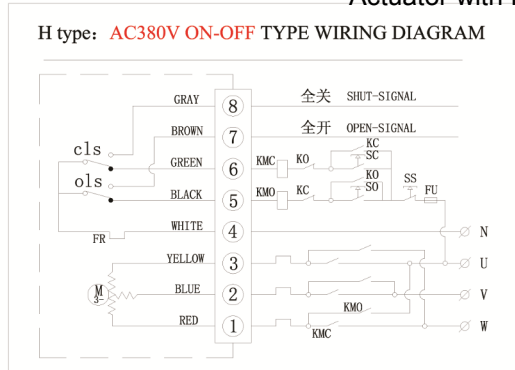 Actuator with
H type：AC380V ON-OFF TYPE WIRING DIAGRAM
GRAY 8 全关 SHUT-SIGNAL
BROWN 7 全开 OPEN-SIGNAL
cls
GREEN 6 KMC KO KC
SC
ols
BLACK 5 KMO KC KO
SO
SS
FU
WHITE 4 N
FR
YELLOW 3 U
M
3~
BLUE 2 V
KMO
RED 1 W
KMC